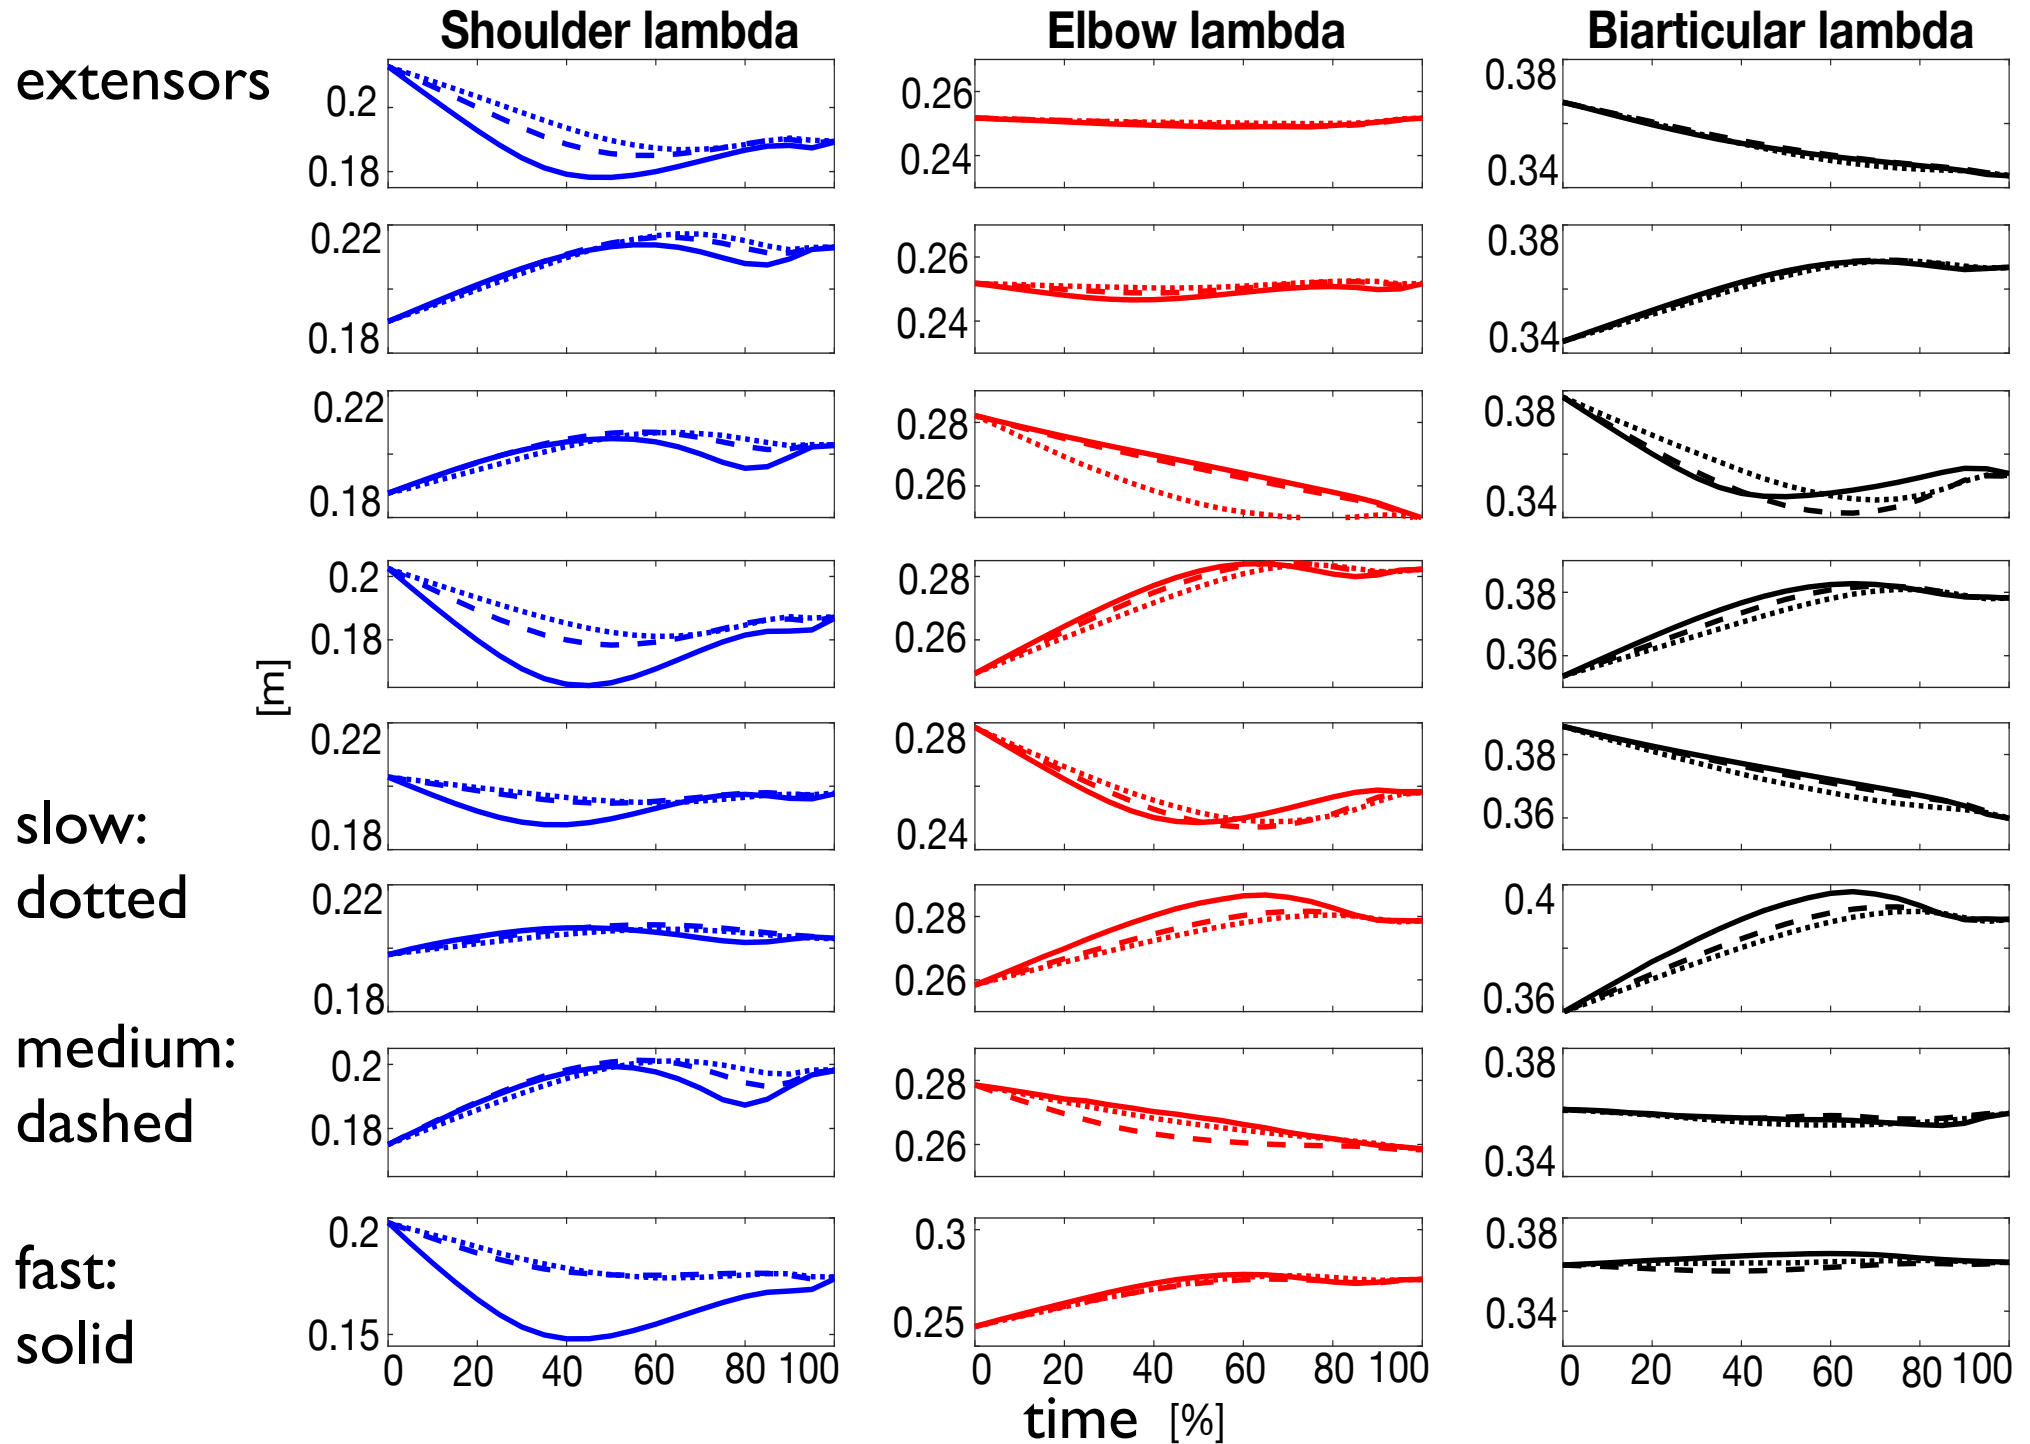 Shoulder lambda Elbow lambda Biarticular lambda
extensors
0.2 0.26 0.38
0.18 0.24 0.34
0.22 0.26 0.38
0.18 0.24 0.34
0.22 0.28 0.38
0.18 0.26 0.34
0.2 0.28 0.38
0.18 0.26 0.36
[m]
0.22 0.28 0.38
slow:
0.18 0.24 0.36
dotted
0.22 0.28 0.4
0.18 0.26 0.36
medium:
0.2 0.28 0.38
dashed
0.18 0.26 0.34
0.2 0.3 0.38
fast:
0.15 0.25 0.34
solid
0 20 40 60 80 100 0 20 40 60 80 100 0 20 40 60 80 100
time [%]